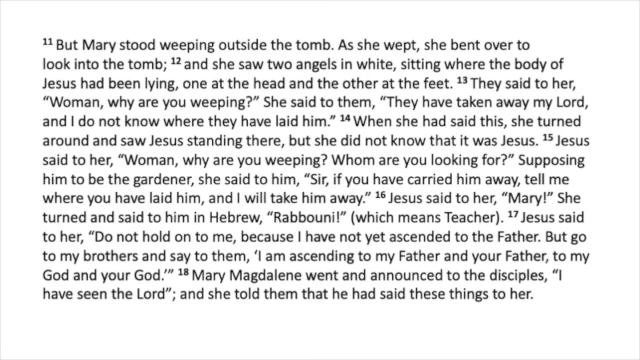 ¹¹ But Mary stood weeping outside the tomb. As she wept, she bent over to
look into the tomb; ¹² and she saw two angels in white, sitting where the body of
Jesus had been lying, one at the head and the other at the feet. ¹³ They said to her,
“Woman, why are you weeping?” She said to them, “They have taken away my Lord,
and I do not know where they have laid him.” ¹⁴ When she had said this, she turned
around and saw Jesus standing there, but she did not know that it was Jesus. ¹⁵ Jesus
said to her, “Woman, why are you weeping? Whom are you looking for?” Supposing
him to be the gardener, she said to him, “Sir, if you have carried him away, tell me
where you have laid him, and I will take him away.” ¹⁶ Jesus said to her, “Mary!” She
turned and said to him in Hebrew, “Rabbouni!” (which means Teacher). ¹⁷ Jesus said
to her, “Do not hold on to me, because I have not yet ascended to the Father. But go
to my brothers and say to them, ‘I am ascending to my Father and your Father, to my
God and your God.’” ¹⁸ Mary Magdalene went and announced to the disciples, “I
have seen the Lord”; and she told them that he had said these things to her.